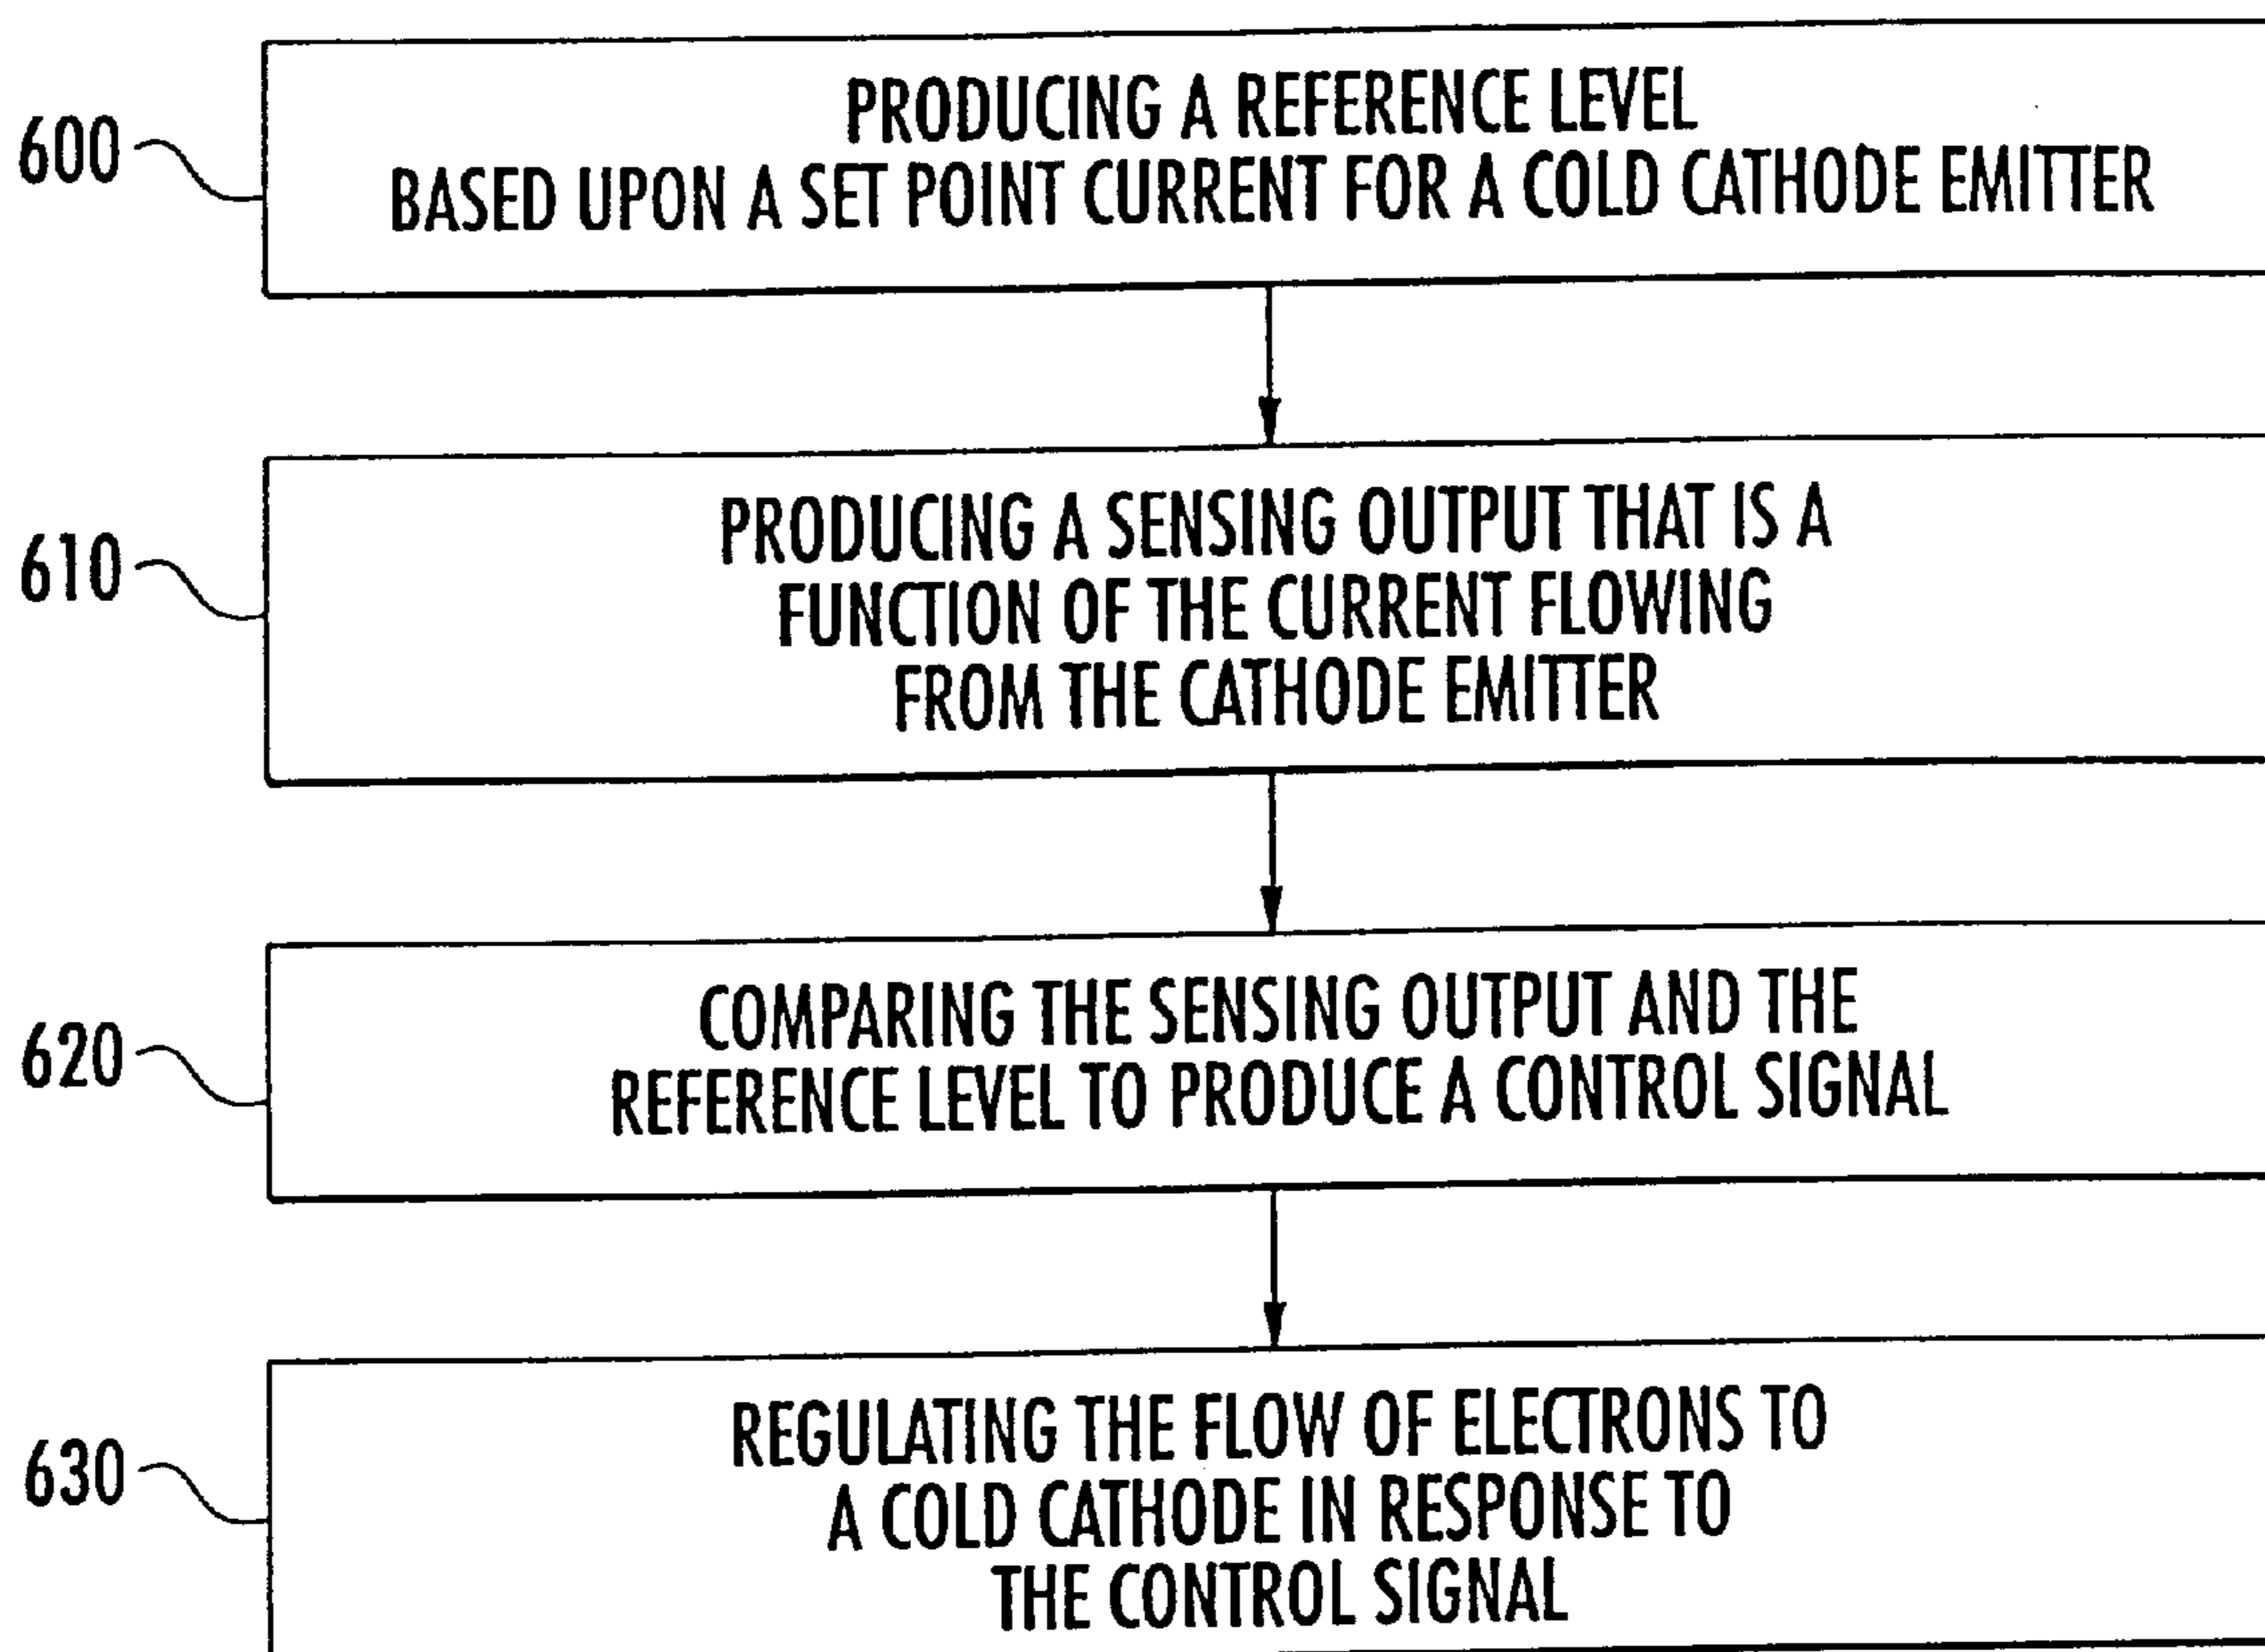 600
PRODUCING A REFERENCE LEVEL
BASED UPON A SET POINT CURRENT FOR A COLD CATHODE EMITTER
610
PRODUCING A SENSING OUTPUT THAT IS A
FUNCTION OF THE CURRENT FLOWING
FROM THE CATHODE EMITTER
620
COMPARING THE SENSING OUTPUT AND THE
REFERENCE LEVEL TO PRODUCE A CONTROL SIGNAL
630
REGULATING THE FLOW OF ELECTRONS TO
A COLD CATHODE IN RESPONSE TO
THE CONTROL SIGNAL